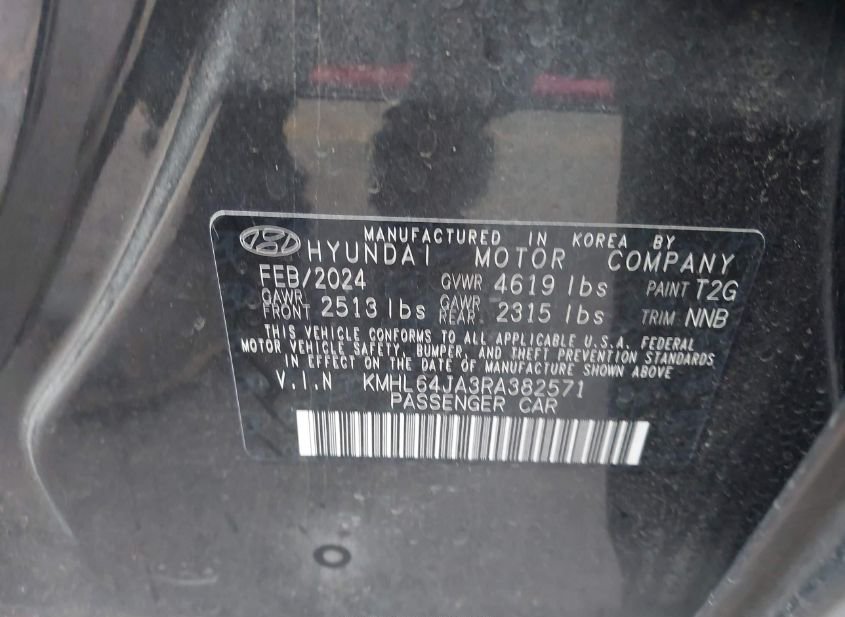 MANUFACTURED IN KOREA BY
HYUNDAI MOTOR COMPANY
FEB/2024 GVWR 4619 lbs PAINT T2G
GAWR FRONT 2513 lbs GAWR REAR 2315 lbs TRIM NNB
THIS VEHICLE CONFORMS TO ALL APPLICABLE U.S.A. FEDERAL
MOTOR VEHICLE SAFETY, BUMPER, AND THEFT PREVENTION STANDARDS
IN EFFECT ON THE DATE OF MANUFACTURE SHOWN ABOVE
V.I.N KMHL64JA3RA382571
PASSENGER CAR